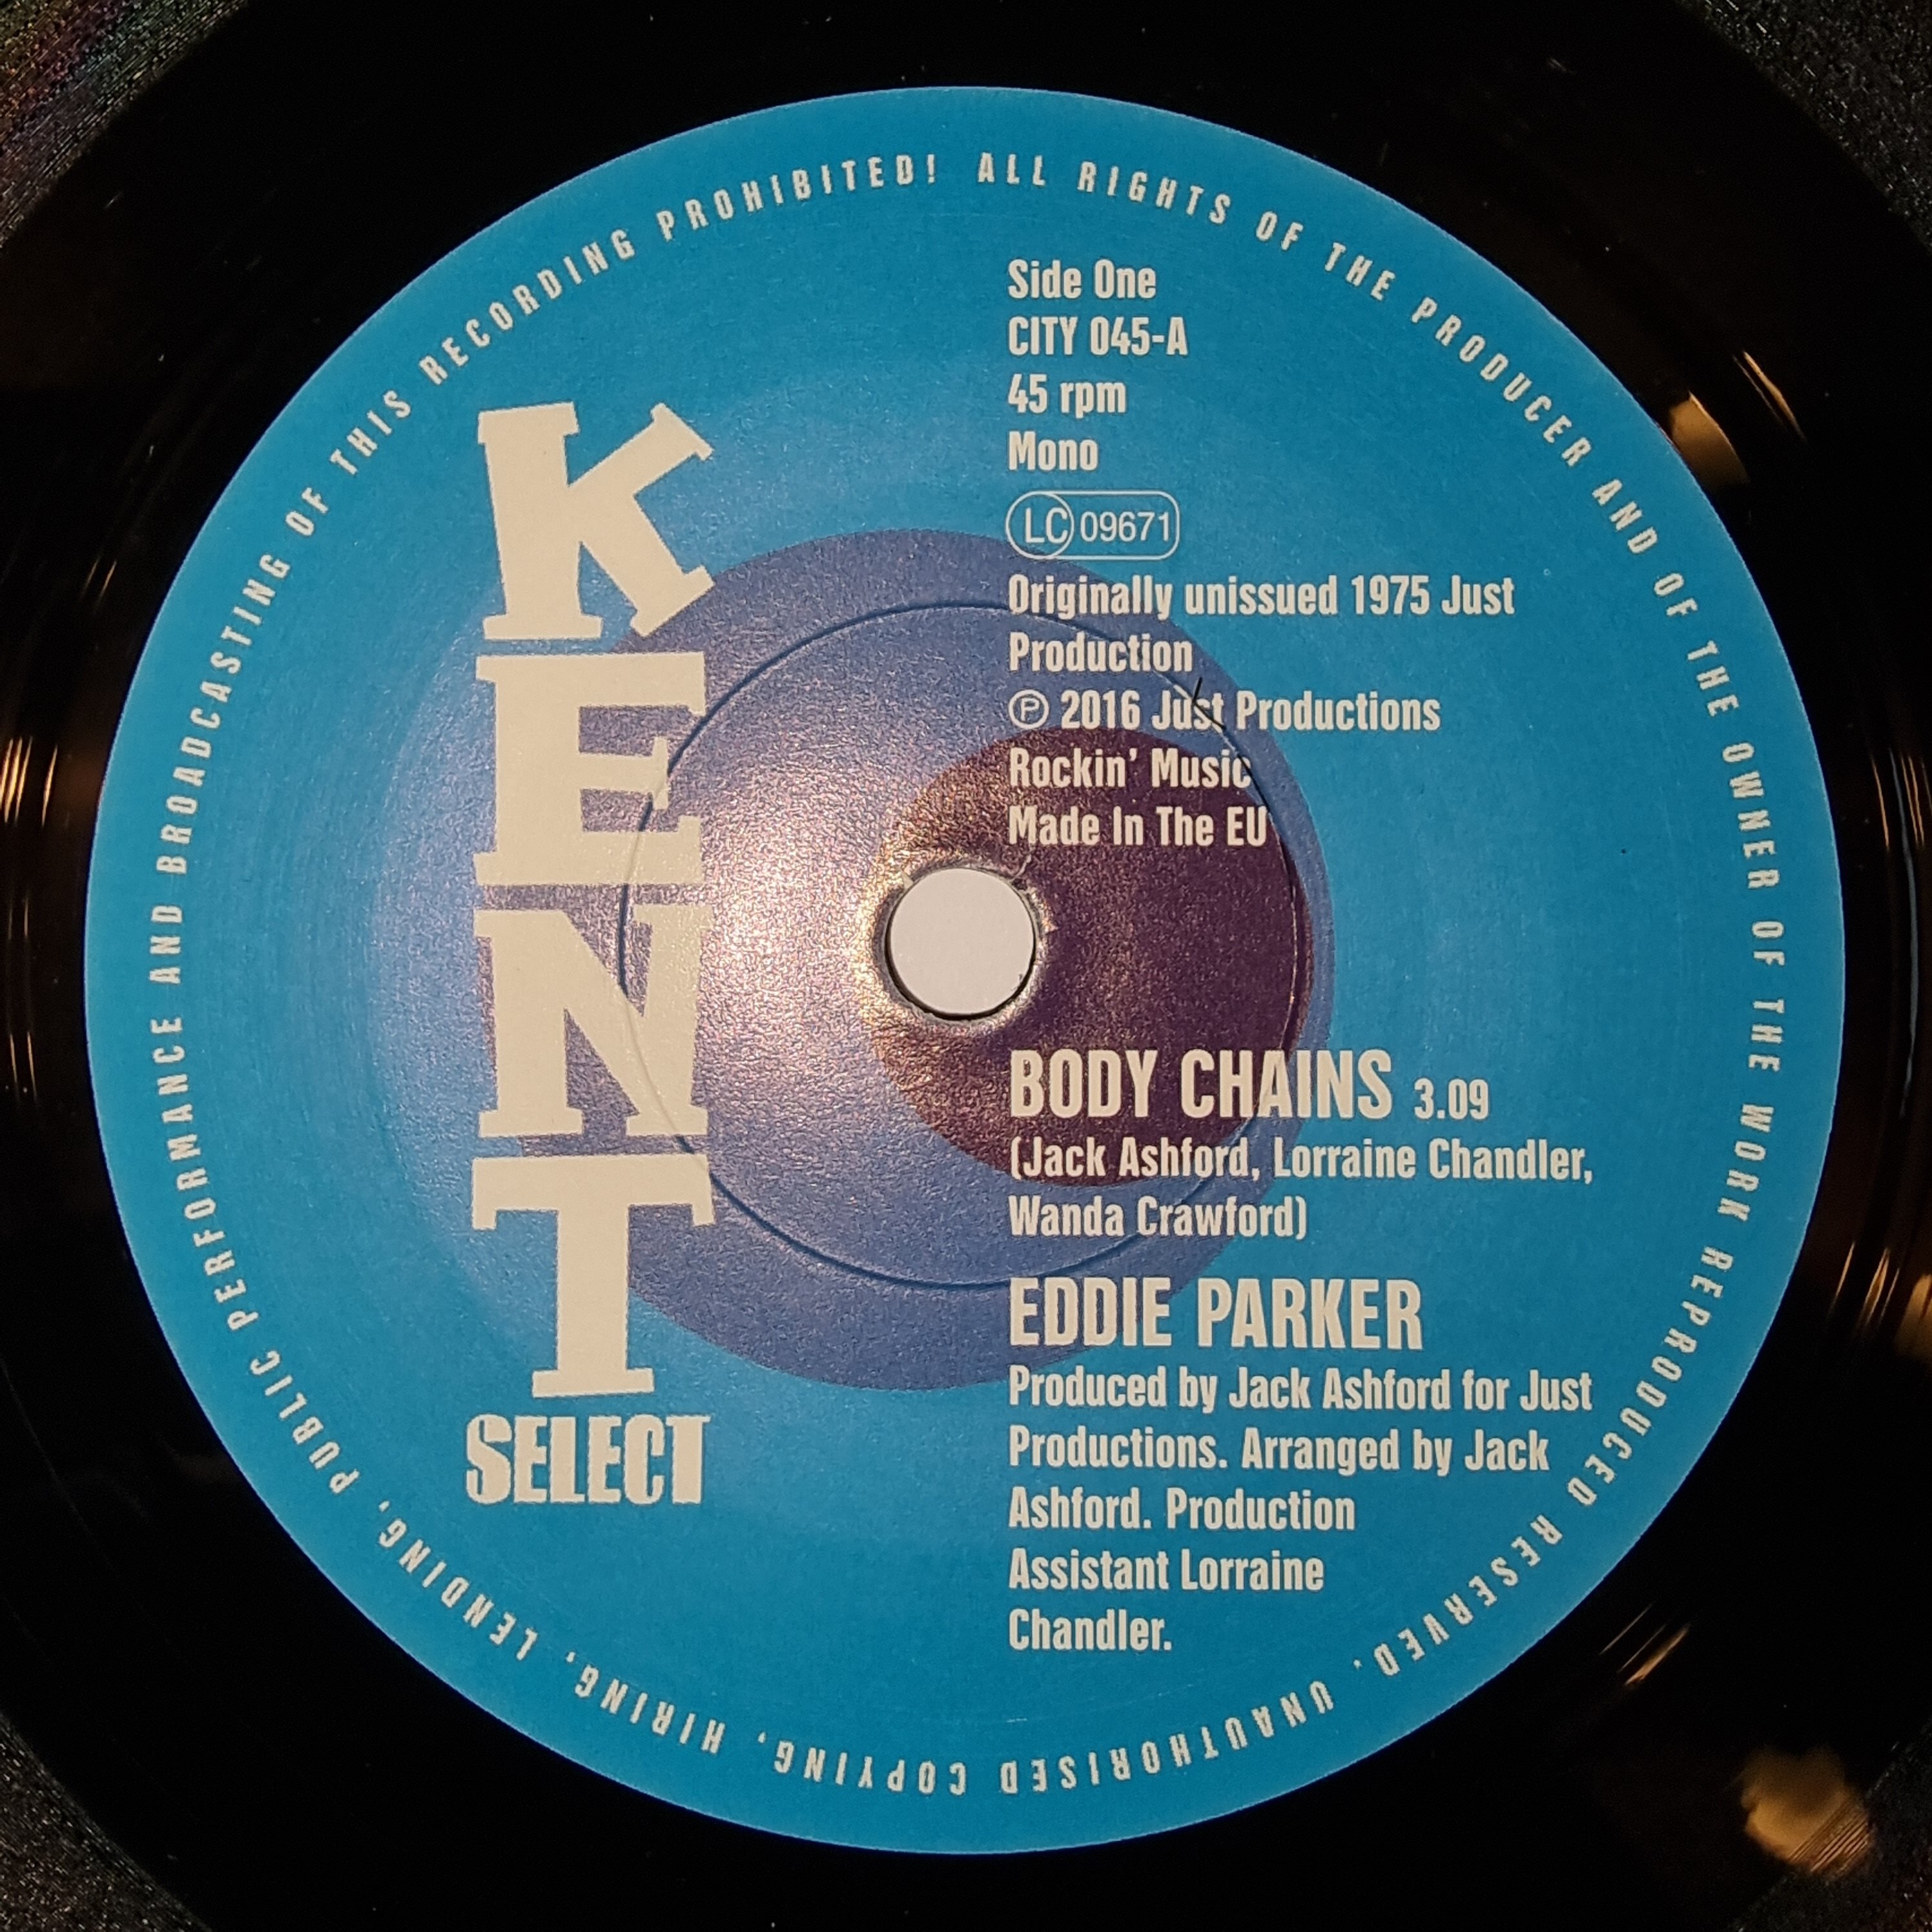 ALL RIGHTS OF THE PRODUCER AND OF THE OWNER OF THE WORK REPRODUCED RESERVED. UNAUTHORISED COPYING, HIRING, LENDING, PUBLIC PERFORMANCE AND BROADCASTING OF THIS RECORDING PROHIBITED!
KENT
SELECT
Side One
CITY 045-A
45 rpm
Mono
LC 09671
Originally unissued 1975 Just
Production
℗ 2016 Just Productions
Rockin' Music
Made In The EU
BODY CHAINS 3.09
(Jack Ashford, Lorraine Chandler,
Wanda Crawford)
EDDIE PARKER
Produced by Jack Ashford for Just
Productions. Arranged by Jack
Ashford. Production
Assistant Lorraine
Chandler.